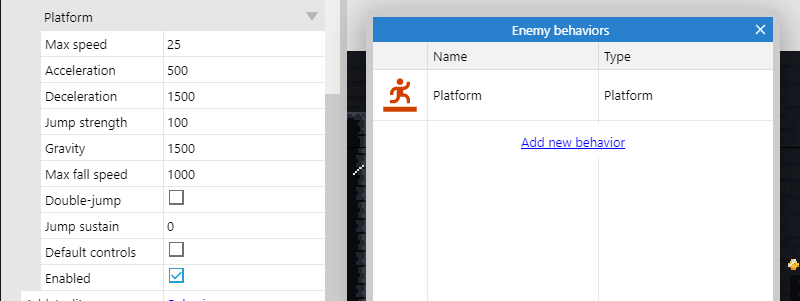 Platform
Max speed 25
Acceleration 500
Deceleration 1500
Jump strength 100
Gravity 1500
Max fall speed 1000
Double-jump
Jump sustain 0
Default controls
Enabled
Enemy behaviors
Name Type
Platform Platform
Add new behavior